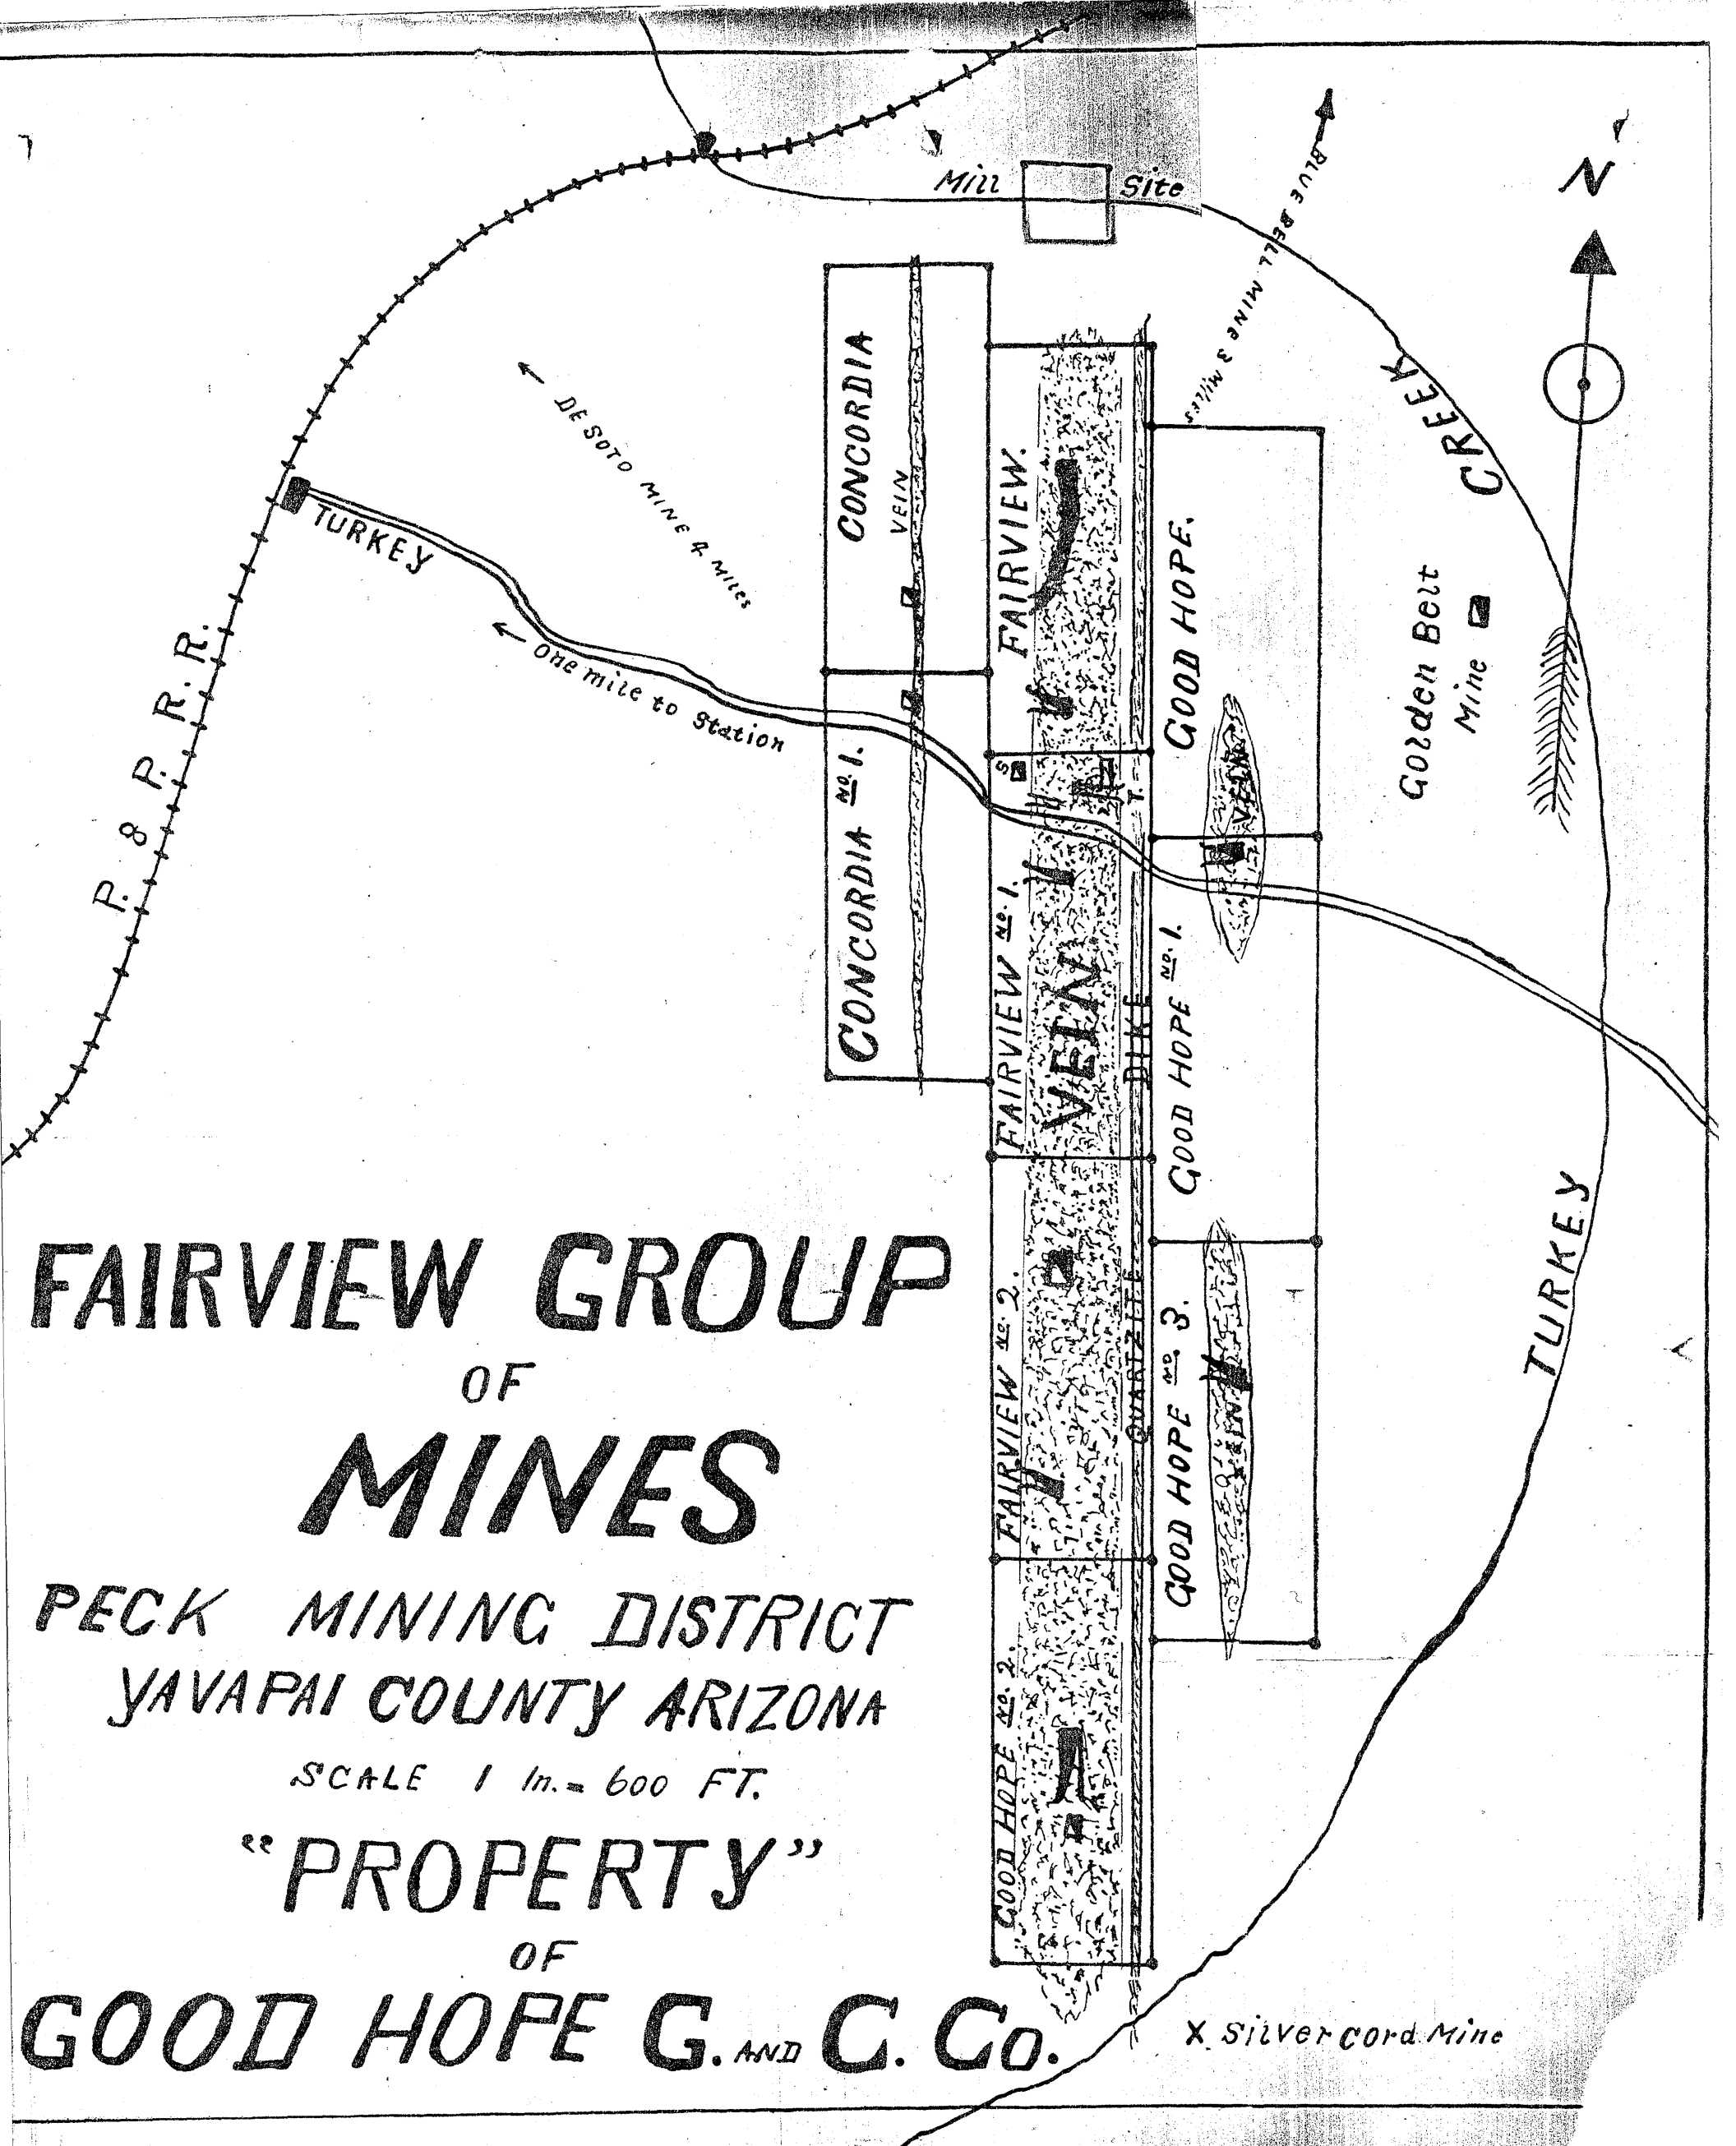 Mill Site
N
BLUE BELL MINE 3 Miles
DE SOTO MINE 4 Miles
CONCORDIA
VEIN
FAIRVIEW.
GOOD HOPE.
CREEK
TURKEY
One mile to Station
P. & P. R. R.
Golden Belt
Mine
CONCORDIA No. 1.
S
T.
VEIN
FAIRVIEW No. 1.
VEIN
DIKE
GOOD HOPE No. 1.
TURKEY
FAIRVIEW No. 2.
QUARTZITE
GOOD HOPE No. 3.
VEIN
GOOD HOPE No. 2.
FAIRVIEW GROUP
OF
MINES
PECK MINING DISTRICT
YAVAPAI COUNTY ARIZONA
SCALE 1 In. = 600 FT.
"PROPERTY"
OF
GOOD HOPE G. AND C. Co.
X Silver cord Mine